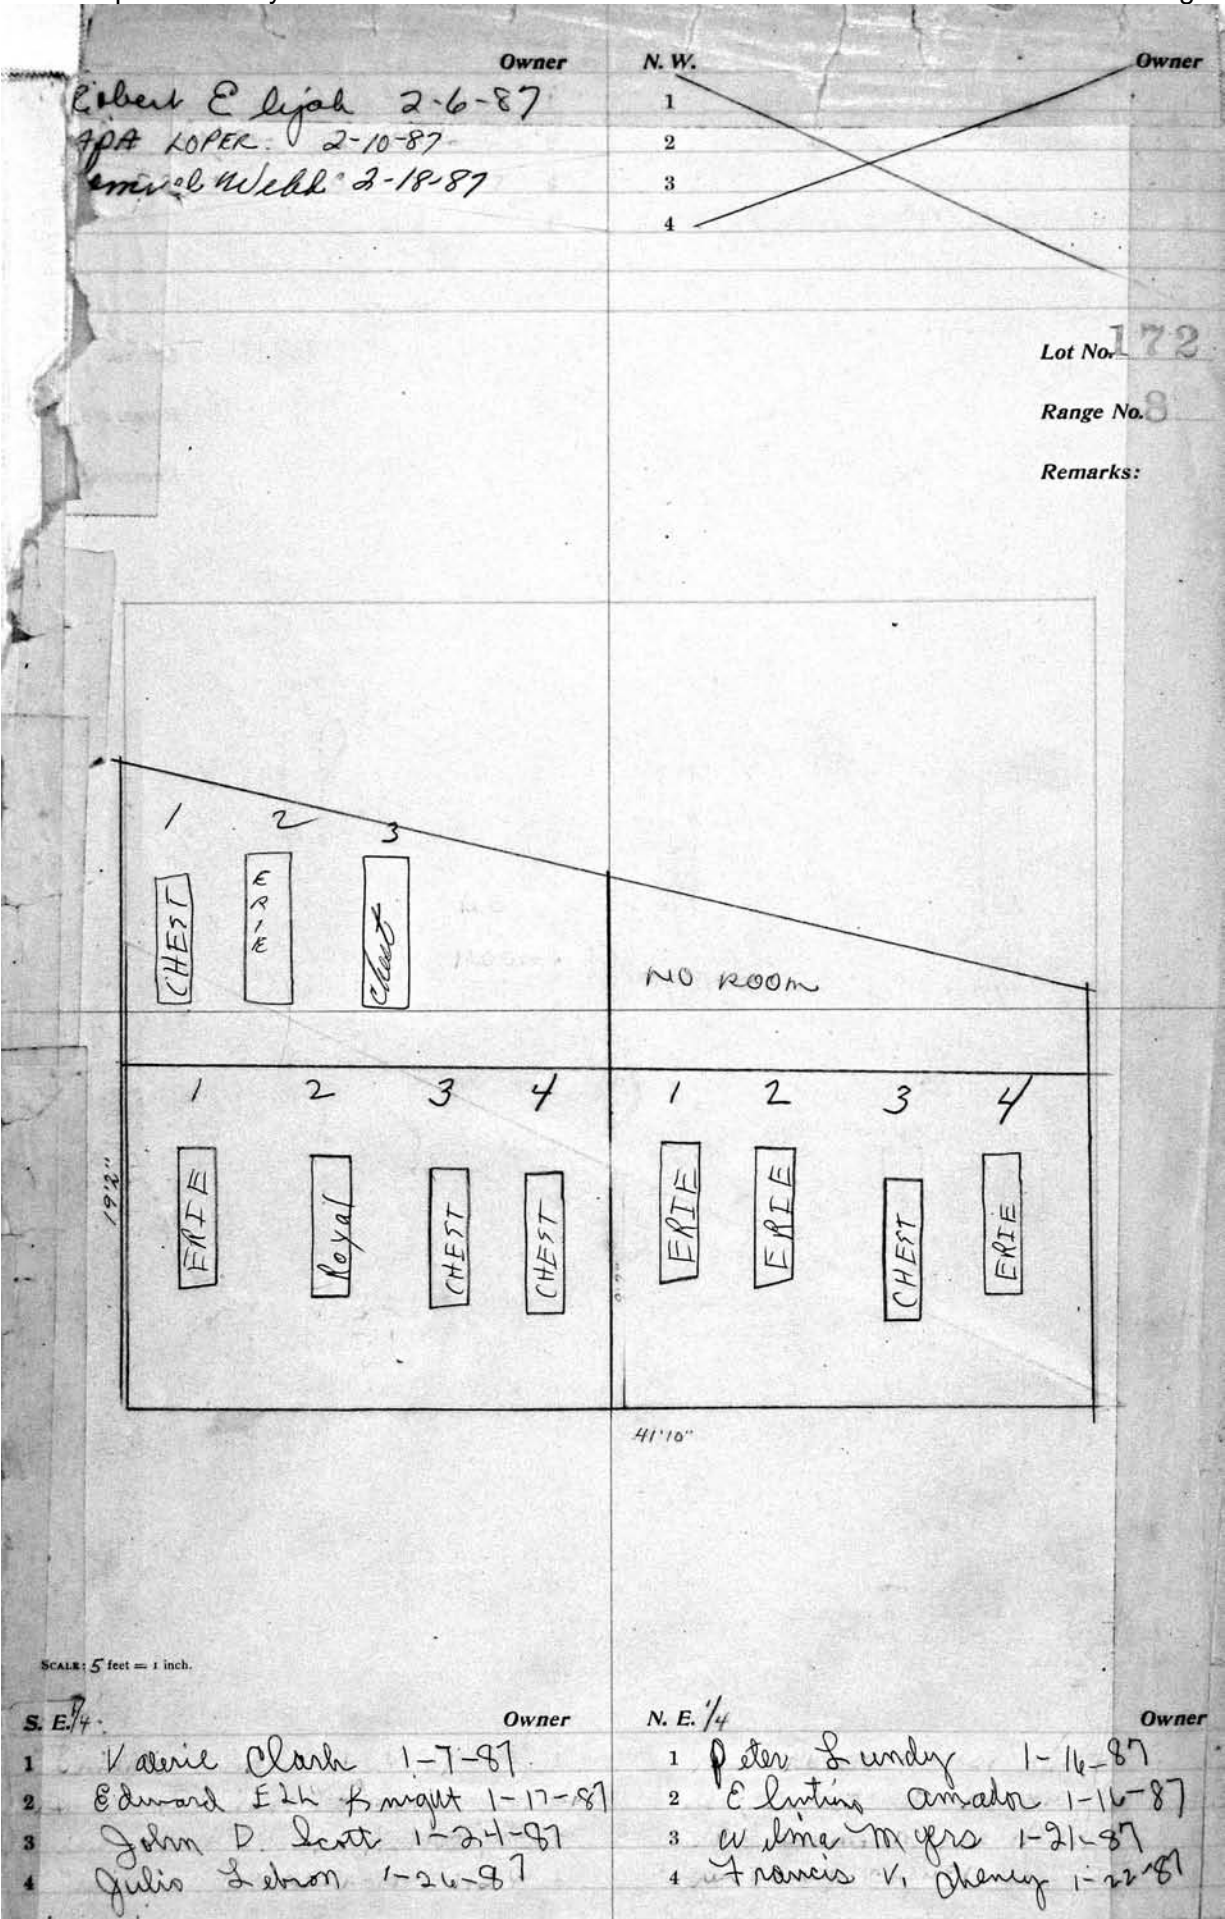 Owner N. W. Owner
Robert Elijah 2-6-87 1
LOPER. 2-10-87 2
Webb 2-18-87 3
4
Lot No. 172
Range No. 8
Remarks:
1 2 3
CHEST ERIE Chest
NO ROOM
1 2 3 4 1 2 3 4
ERIE Royal CHEST CHEST ERIE ERIE CHEST ERIE
19'2"
41'10"
SCALE: 5 feet = 1 inch.
S. E. 1/4 Owner N. E. 1/4 Owner
1 Valerie Clark 1-7-87 1 Peter Lundy 1-16-87
2 Edward Knight 1-17-87 2 Amador 1-16-87
3 John D. Scott 1-24-87 3 Wilma Myers 1-21-87
4 Julio Lebron 1-26-87 4 Francis V. Cheney 1-22-87